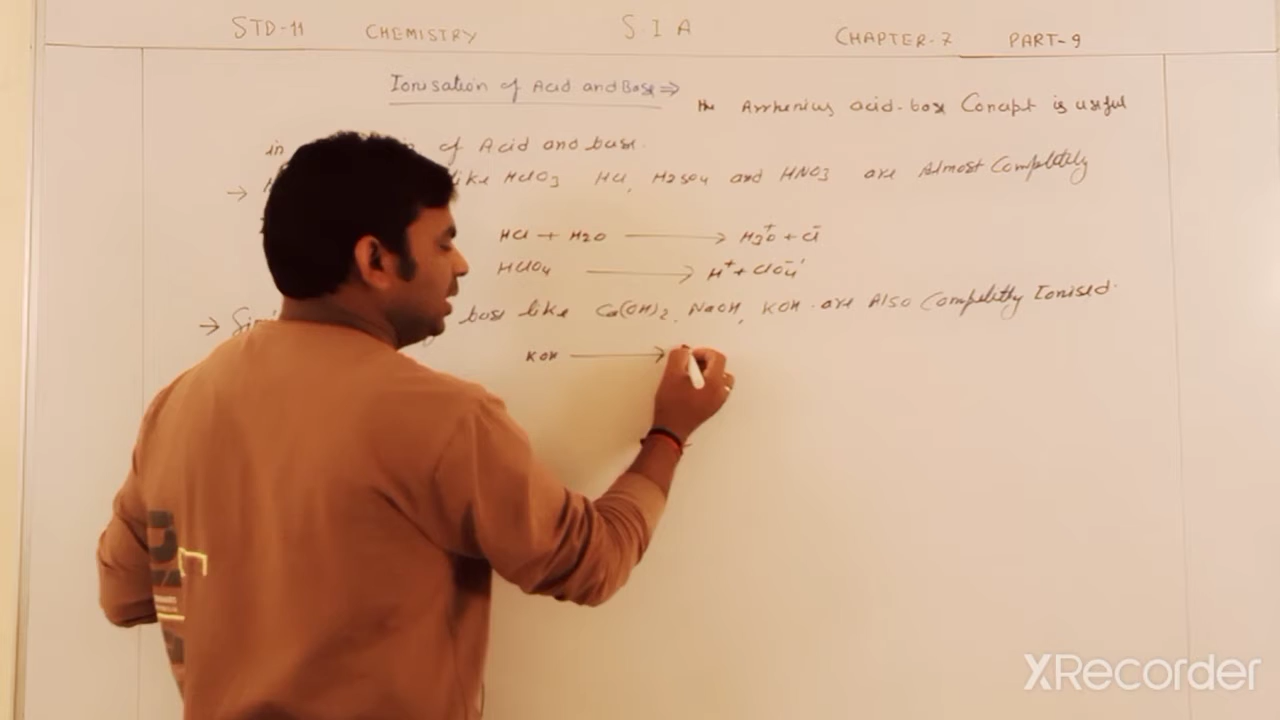 STD-11 CHEMISTRY S I A CHAPTER-7 PART-9
Ionisation of Acid and Base ⇒ the Arrhenius acid-base Concept is useful
in of Acid and base.
→ like HClO3 HCl, H2SO4 and HNO3 are Almost Completely
HCl + H2O → H3O+ + Cl-
HClO4 → H+ + ClO4-
→ base like Ca(OH)2, NaOH, KOH are Also Completly Ionised.
KOH →
XRecorder